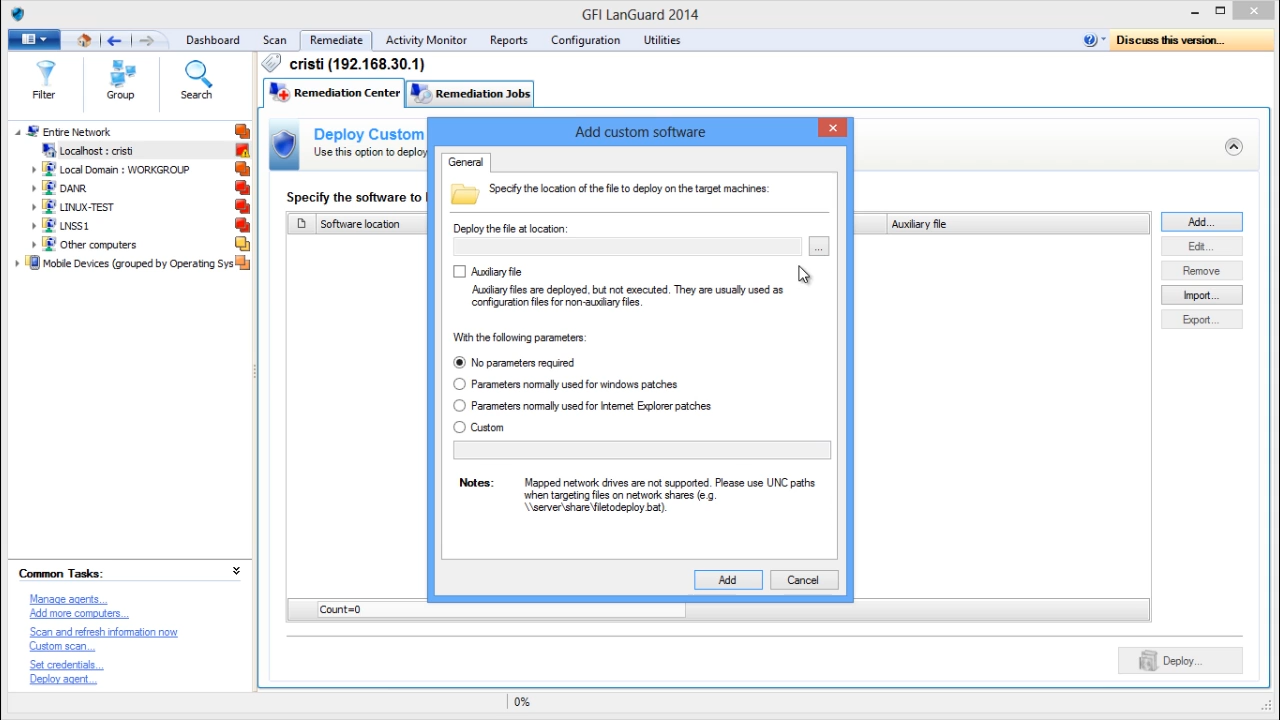 GFI LanGuard 2014
Dashboard
Scan
Remediate
Activity Monitor
Reports
Configuration
Utilities
Discuss this version...
Filter
Group
Search
cristi (192.168.30.1)
Remediation Center
Remediation Jobs
Entire Network
Localhost : cristi
Local Domain : WORKGROUP
DANR
LINUX-TEST
LNSS1
Other computers
Mobile Devices (grouped by Operating Sys
Deploy Custom
Use this option to deploy
Specify the software to
Software location
Auxiliary file
Add...
Edit...
Remove
Import...
Export...
Add custom software
General
Specify the location of the file to deploy on the target machines:
Deploy the file at location:
...
Auxiliary file
Auxiliary files are deployed, but not executed. They are usually used as
configuration files for non-auxiliary files.
With the following parameters:
No parameters required
Parameters normally used for windows patches
Parameters normally used for Internet Explorer patches
Custom
Notes: Mapped network drives are not supported. Please use UNC paths
when targeting files on network shares (e.g.
\\server\share\filetodeploy.bat).
Add
Cancel
Count=0
Deploy...
Common Tasks:
Manage agents...
Add more computers...
Scan and refresh information now
Custom scan...
Set credentials...
Deploy agent...
0%